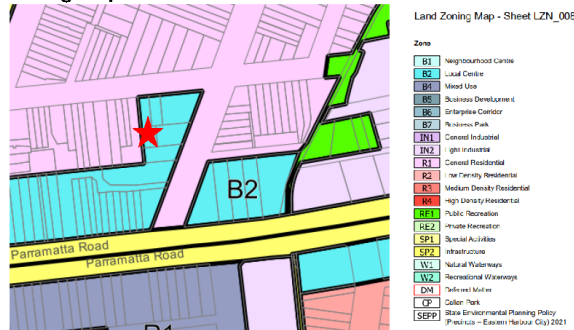 Land Zoning Map - Sheet LZN_008
Zone
B1 Neighbourhood Centre
B2 Local Centre
B4 Mixed Use
B5 Business Development
B6 Enterprise Corridor
B7 Business Park
IN1 General Industrial
IN2 Light Industrial
R1 General Residential
R2 Low Density Residential
R3 Medium Density Residential
R4 High Density Residential
RE1 Public Recreation
RE2 Private Recreation
SP1 Special Activities
SP2 Infrastructure
W1 Natural Waterways
W2 Recreational Waterways
DM Deferred Matter
CP Callan Park
SEPP State Environmental Planning Policy
(Precincts – Eastern Harbour City) 2021
B2
Parramatta Road
Parramatta Road